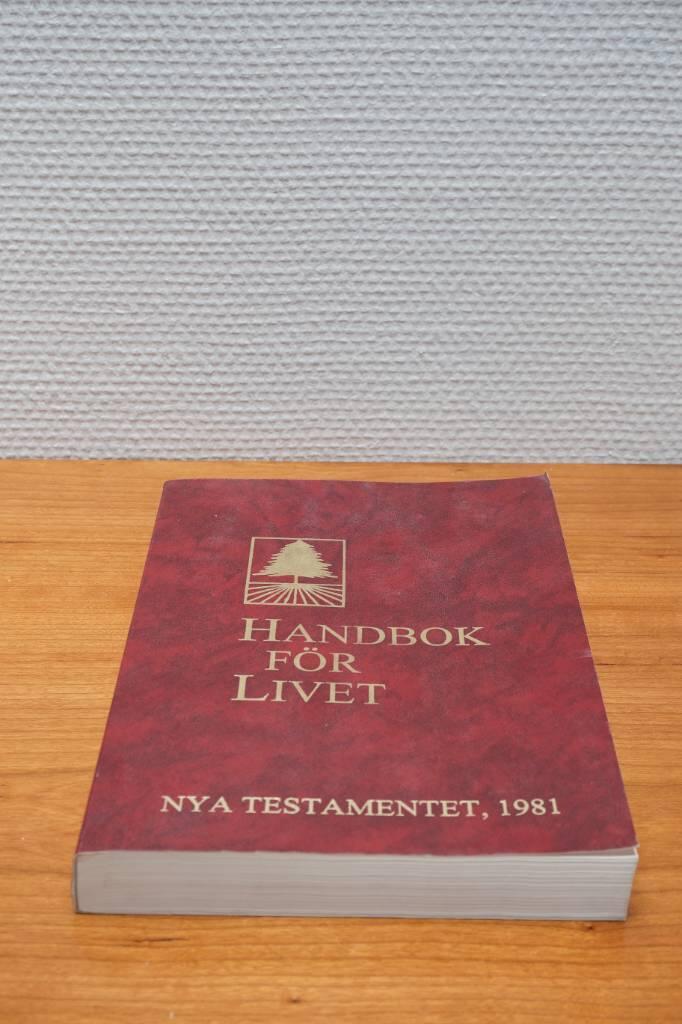 HANDBOK
FÖR
LIVET
NYA TESTAMENTET, 1981